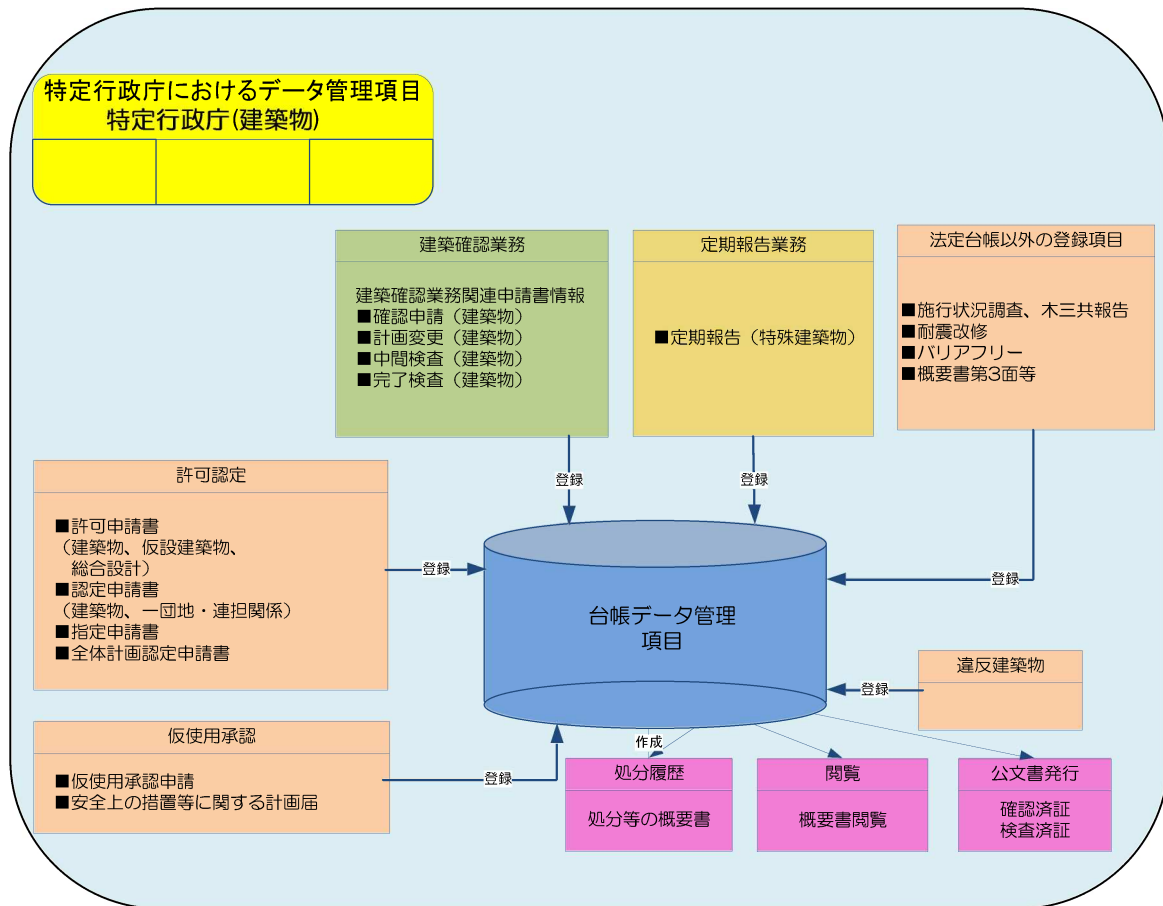 特定行政庁におけるデータ管理項目
特定行政庁(建築物)
建築確認業務
建築確認業務関連申請書情報
■確認申請（建築物）
■計画変更（建築物）
■中間検査（建築物）
■完了検査（建築物）
定期報告業務
■定期報告（特殊建築物）
法定台帳以外の登録項目
■施行状況調査、木三共報告
■耐震改修
■バリアフリー
■概要書第3面等
登録
登録
登録
許可認定
■許可申請書
（建築物、仮設建築物、
総合設計）
■認定申請書
（建築物、一団地・連担関係）
■指定申請書
■全体計画認定申請書
登録
台帳データ管理
項目
違反建築物
登録
仮使用承認
■仮使用承認申請
■安全上の措置等に関する計画届
登録
作成
処分履歴
処分等の概要書
閲覧
概要書閲覧
公文書発行
確認済証
検査済証